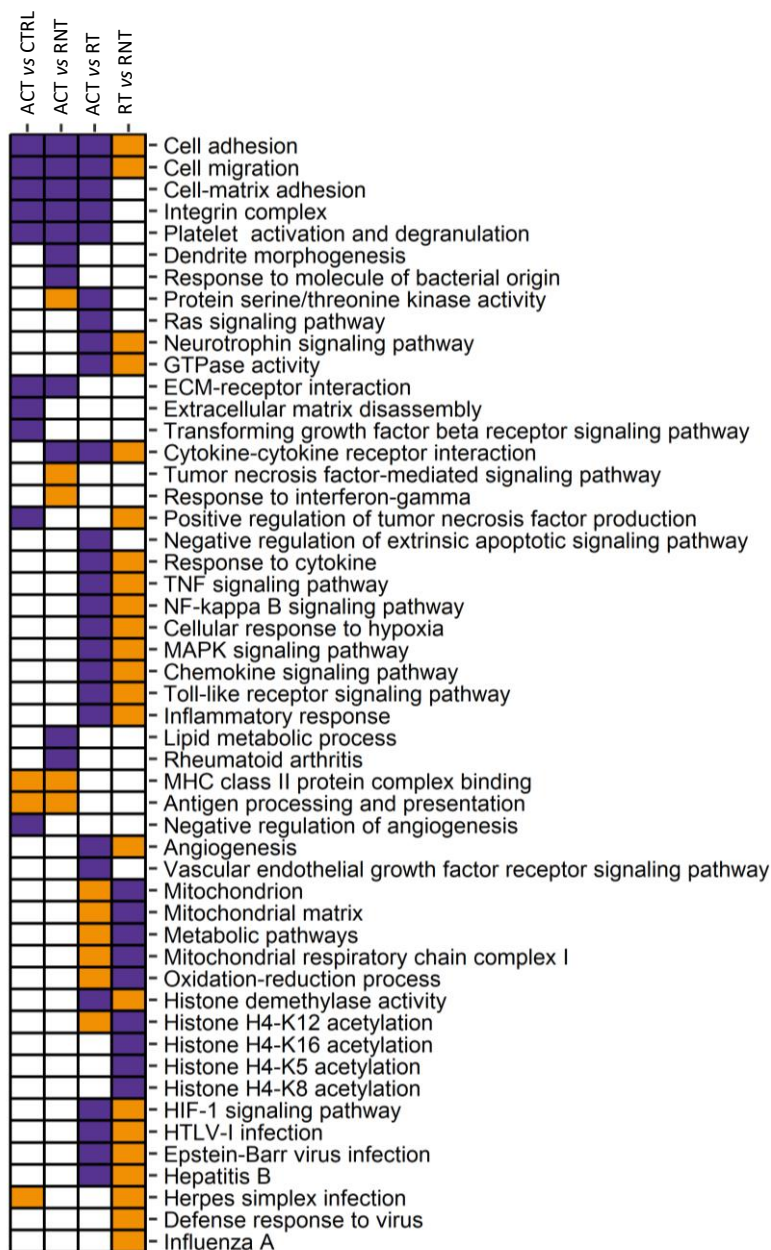 ACT vs CTRL
ACT vs RNT
ACT vs RT
RT vs RNT
Cell adhesion
Cell migration
Cell-matrix adhesion
Integrin complex
Platelet activation and degranulation
Dendrite morphogenesis
Response to molecule of bacterial origin
Protein serine/threonine kinase activity
Ras signaling pathway
Neurotrophin signaling pathway
GTPase activity
ECM-receptor interaction
Extracellular matrix disassembly
Transforming growth factor beta receptor signaling pathway
Cytokine-cytokine receptor interaction
Tumor necrosis factor-mediated signaling pathway
Response to interferon-gamma
Positive regulation of tumor necrosis factor production
Negative regulation of extrinsic apoptotic signaling pathway
Response to cytokine
TNF signaling pathway
NF-kappa B signaling pathway
Cellular response to hypoxia
MAPK signaling pathway
Chemokine signaling pathway
Toll-like receptor signaling pathway
Inflammatory response
Lipid metabolic process
Rheumatoid arthritis
MHC class II protein complex binding
Antigen processing and presentation
Negative regulation of angiogenesis
Angiogenesis
Vascular endothelial growth factor receptor signaling pathway
Mitochondrion
Mitochondrial matrix
Metabolic pathways
Mitochondrial respiratory chain complex I
Oxidation-reduction process
Histone demethylase activity
Histone H4-K12 acetylation
Histone H4-K16 acetylation
Histone H4-K5 acetylation
Histone H4-K8 acetylation
HIF-1 signaling pathway
HTLV-I infection
Epstein-Barr virus infection
Hepatitis B
Herpes simplex infection
Defense response to virus
Influenza A